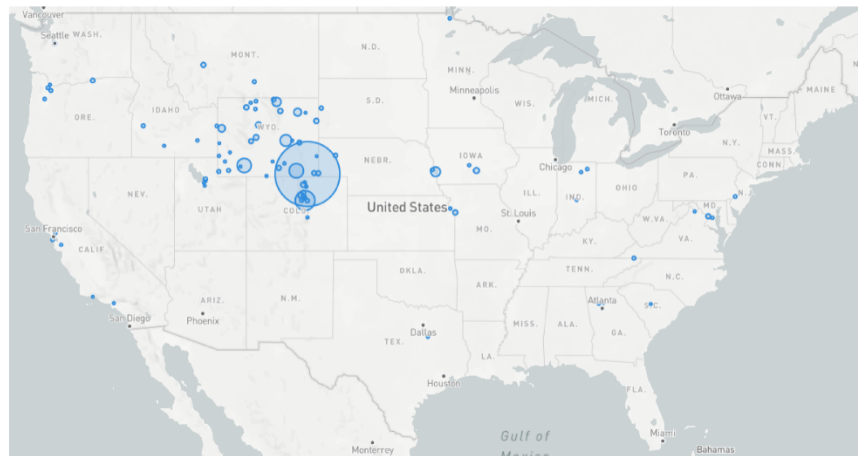 Vancouver
Seattle
WASH.
MONT.
N.D.
MINN.
Minneapolis
Ottawa
MAINE
ORE.
IDAHO
WYO.
S.D.
WIS.
MICH.
Toronto
VT.
N.Y.
MASS.
CONN.
NEBR.
IOWA
Chicago
PA.
N.J.
NEV.
UTAH
COLO.
United States
ILL.
IND.
OHIO
MD.
San Francisco
CALIF.
St. Louis
MO.
W.VA.
VA.
KY.
San Diego
ARIZ.
Phoenix
N.M.
OKLA.
ARK.
TENN.
N.C.
Atlanta
S.C.
Dallas
TEX.
MISS.
ALA.
GA.
LA.
Houston
FLA.
Gulf of
Mexico
Miami
Monterrey
Bahamas